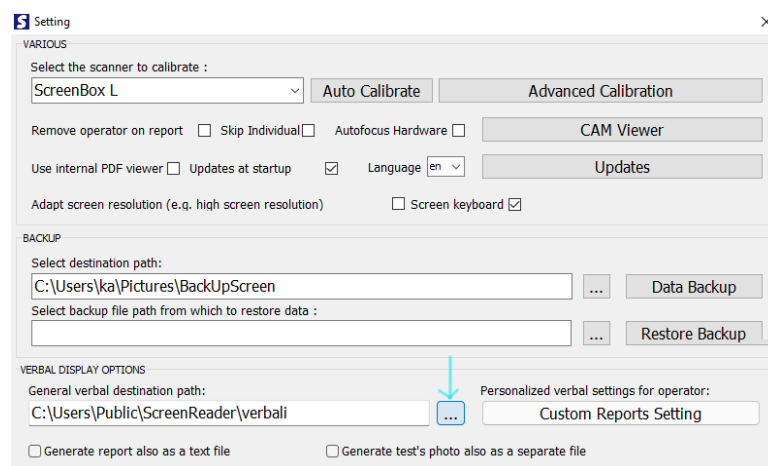 Setting
VARIOUS
Select the scanner to calibrate :
ScreenBox L Auto Calibrate Advanced Calibration
Remove operator on report Skip Individual Autofocus Hardware CAM Viewer
Use internal PDF viewer Updates at startup Language en Updates
Adapt screen resolution (e.g. high screen resolution) Screen keyboard
BACKUP
Select destination path:
C:\Users\ka\Pictures\BackUpScreen ... Data Backup
Select backup file path from which to restore data :
... Restore Backup
VERBAL DISPLAY OPTIONS
General verbal destination path: Personalized verbal settings for operator:
C:\Users\Public\ScreenReader\verbali ... Custom Reports Setting
Generate report also as a text file Generate test's photo also as a separate file